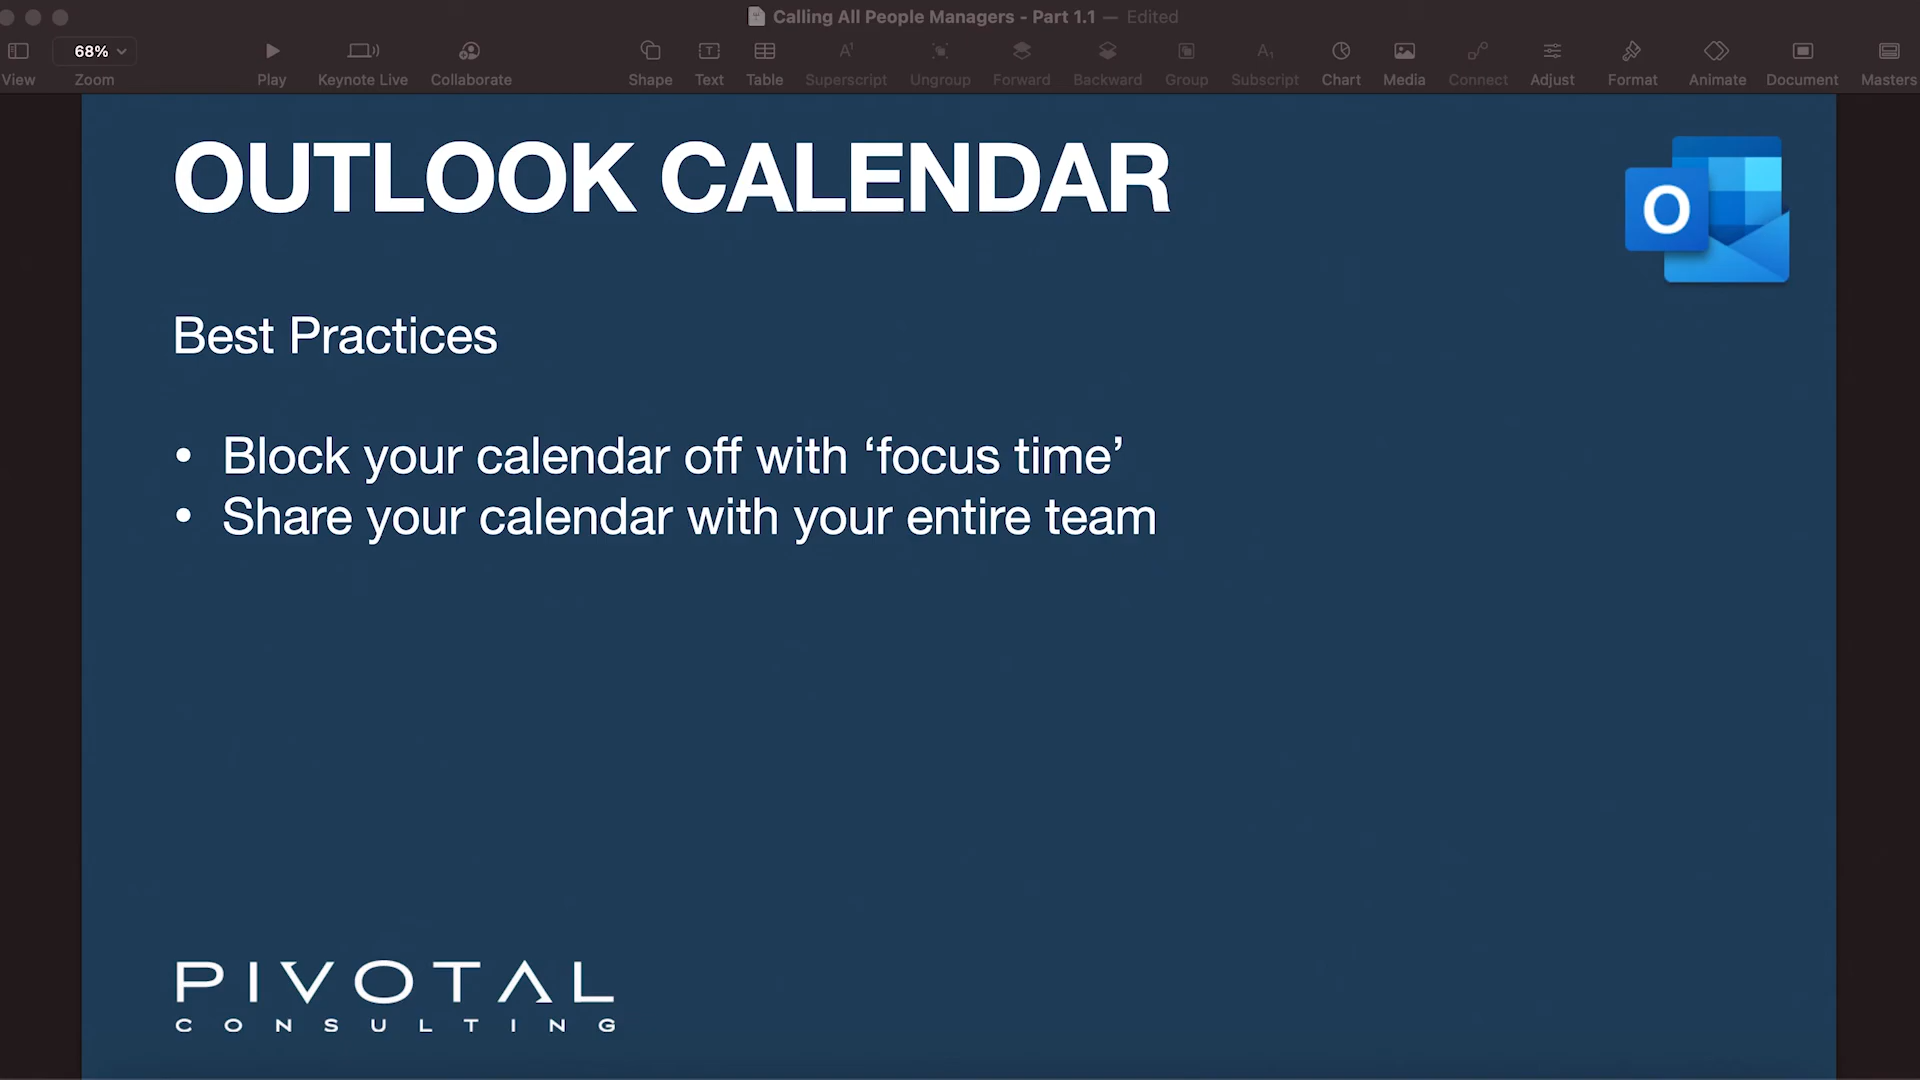 Calling All People Managers - Part 1.1 — Edited
68%
View Zoom Play Keynote Live Collaborate Shape Text Table Superscript Ungroup Forward Backward Group Subscript Chart Media Connect Adjust Format Animate Document Masters
OUTLOOK CALENDAR
O
Best Practices
• Block your calendar off with ‘focus time’
• Share your calendar with your entire team
PIVOTAL
CONSULTING